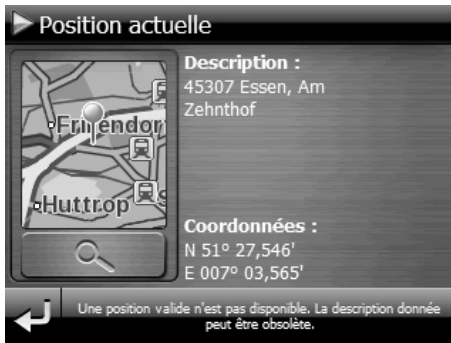 Position actuelle
Description :
45307 Essen, Am
Zehnthof
Huttrop
Coordonnées :
N 51° 27,546'
E 007° 03,565'
Une position valide n'est pas disponible. La description donnée
peut être obsolète.